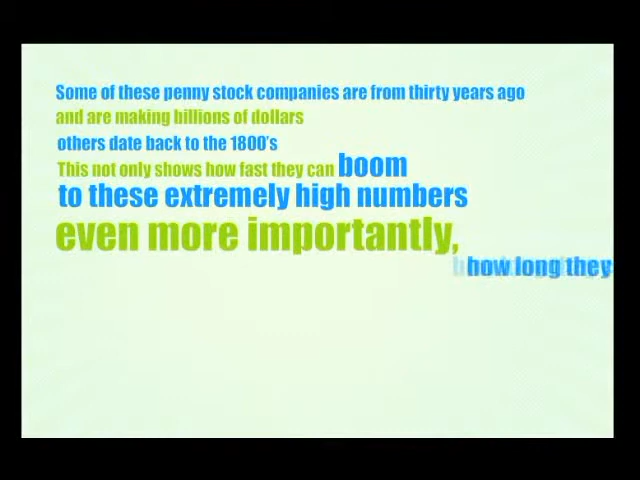 Some of these penny stock companies are from thirty years ago
and are making billions of dollars
others date back to the 1800's
This not only shows how fast they can boom
to these extremely high numbers
even more importantly,
how long they